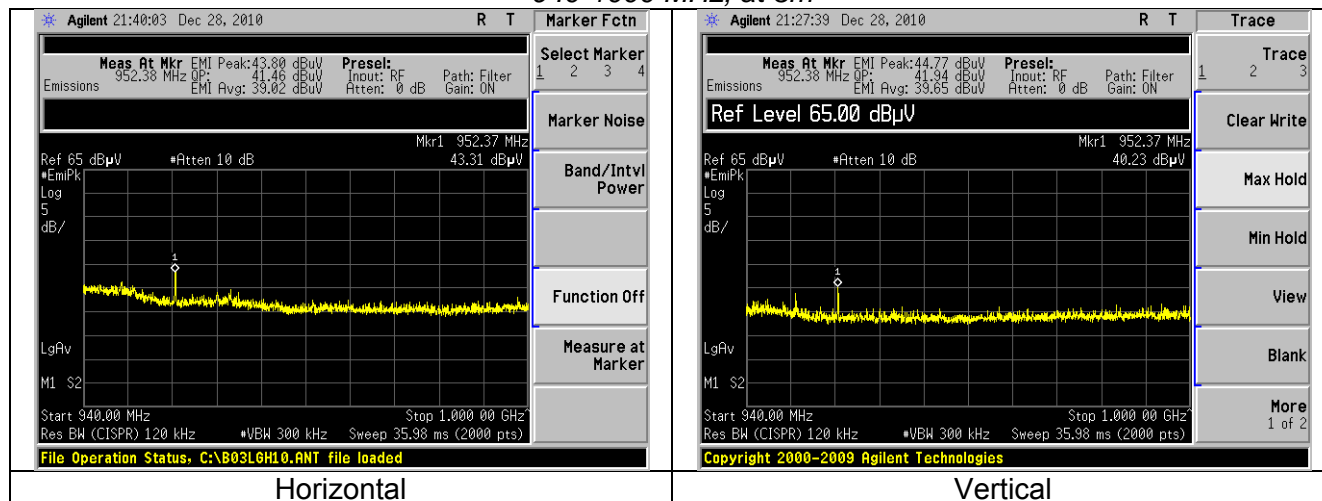 Agilent 21:40:03 Dec 28, 2010 R T Marker Fctn
Meas At Mkr EMI Peak:43.80 dBuV Presel:
952.38 MHz QP: 41.46 dBuV Input: RF Path: Filter
Emissions EMI Avg: 39.02 dBuV Atten: 0 dB Gain: ON
Mkr1 952.37 MHz
Ref 65 dBµV #Atten 10 dB 43.31 dBµV
#EmiPk
Log
5
dB/
1
LgAv
M1 S2
Start 940.00 MHz Stop 1.000 00 GHz^
Res BW (CISPR) 120 kHz #VBW 300 kHz Sweep 35.98 ms (2000 pts)
File Operation Status, C:\B03LGH10.ANT file loaded
Select Marker
1 2 3 4
Marker Noise
Band/Intvl
Power
Function Off
Measure at
Marker
Horizontal
Agilent 21:27:39 Dec 28, 2010 R T Trace
Meas At Mkr EMI Peak:44.77 dBuV Presel:
952.38 MHz QP: 41.94 dBuV Input: RF Path: Filter
Emissions EMI Avg: 39.65 dBuV Atten: 0 dB Gain: ON
Ref Level 65.00 dBµV
Mkr1 952.37 MHz
Ref 65 dBµV #Atten 10 dB 40.23 dBµV
#EmiPk
Log
5
dB/
1
LgAv
M1 S2
Start 940.00 MHz Stop 1.000 00 GHz^
Res BW (CISPR) 120 kHz #VBW 300 kHz Sweep 35.98 ms (2000 pts)
Copyright 2000-2009 Agilent Technologies
Trace
1 2 3
Clear Write
Max Hold
Min Hold
View
Blank
More
1 of 2
Vertical